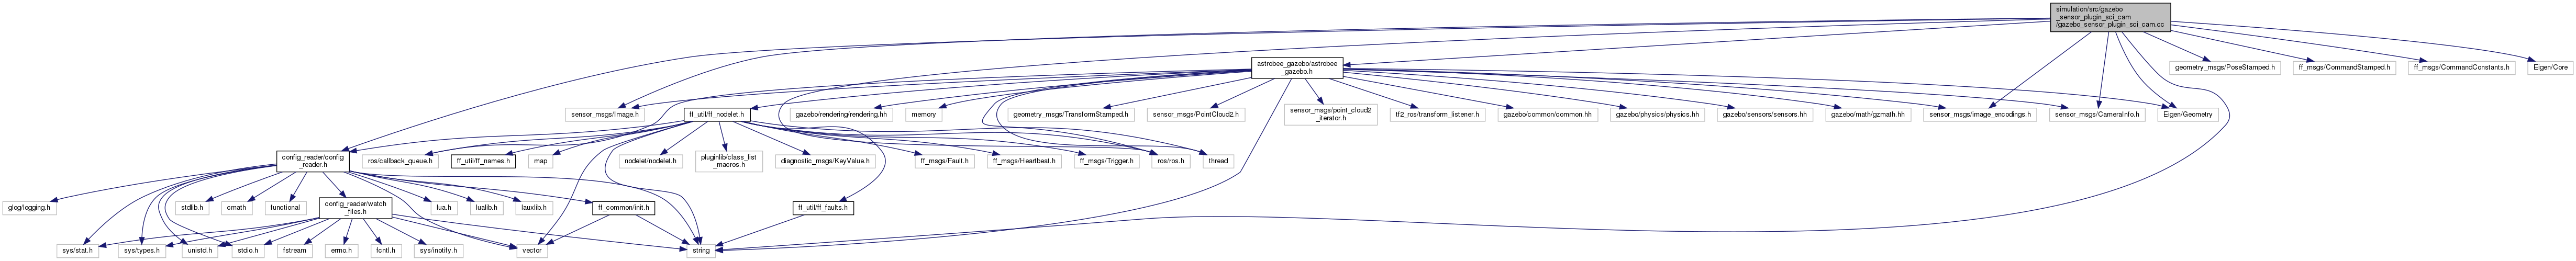 simulation/src/gazebo
_sensor_plugin_sci_cam
/gazebo_sensor_plugin_sci_cam.cc
astrobee_gazebo/astrobee
_gazebo.h
geometry_msgs/PoseStamped.h
ff_msgs/CommandStamped.h
ff_msgs/CommandConstants.h
Eigen/Core
sensor_msgs/Image.h
ff_util/ff_nodelet.h
gazebo/rendering/rendering.hh
memory
geometry_msgs/TransformStamped.h
sensor_msgs/PointCloud2.h
sensor_msgs/point_cloud2
_iterator.h
tf2_ros/transform_listener.h
gazebo/common/common.hh
gazebo/physics/physics.hh
gazebo/sensors/sensors.hh
gazebo/math/gzmath.hh
sensor_msgs/image_encodings.h
sensor_msgs/CameraInfo.h
Eigen/Geometry
config_reader/config
_reader.h
ros/callback_queue.h
ff_util/ff_names.h
map
nodelet/nodelet.h
pluginlib/class_list
_macros.h
diagnostic_msgs/KeyValue.h
ff_msgs/Fault.h
ff_msgs/Heartbeat.h
ff_msgs/Trigger.h
ros/ros.h
thread
glog/logging.h
stdlib.h
cmath
functional
config_reader/watch
_files.h
lua.h
lualib.h
lauxlib.h
ff_common/init.h
ff_util/ff_faults.h
sys/stat.h
sys/types.h
unistd.h
stdio.h
fstream
errno.h
fcntl.h
sys/inotify.h
vector
string